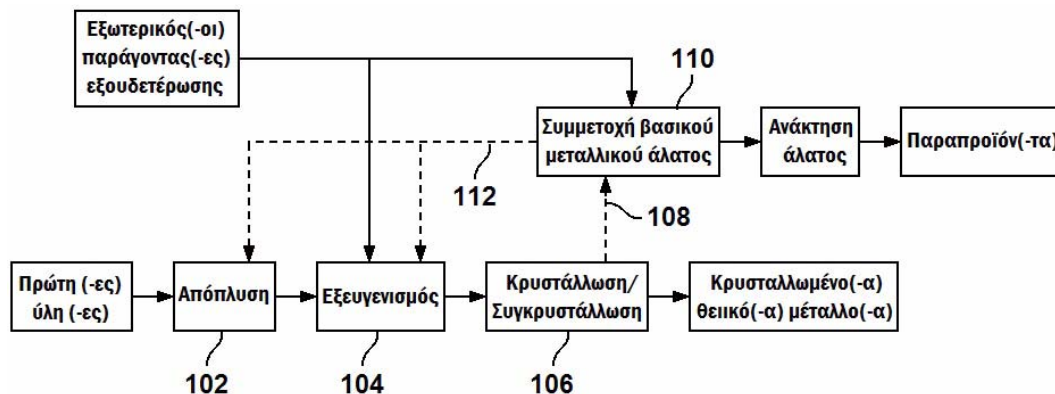 Εξωτερικός(-οι)
παράγοντας(-ες)
εξουδετέρωσης
110
Συμμετοχή βασικού
μεταλλικού άλατος
Ανάκτηση
άλατος
Παραπροϊόν(-τα)
112
108
Πρώτη (-ες)
ύλη (-ες)
Απόπλυση
Εξευγενισμός
Κρυστάλλωση/
Συγκρυστάλλωση
Κρυσταλλωμένο(-α)
θειικό(-α) μέταλλο(-α)
102
104
106